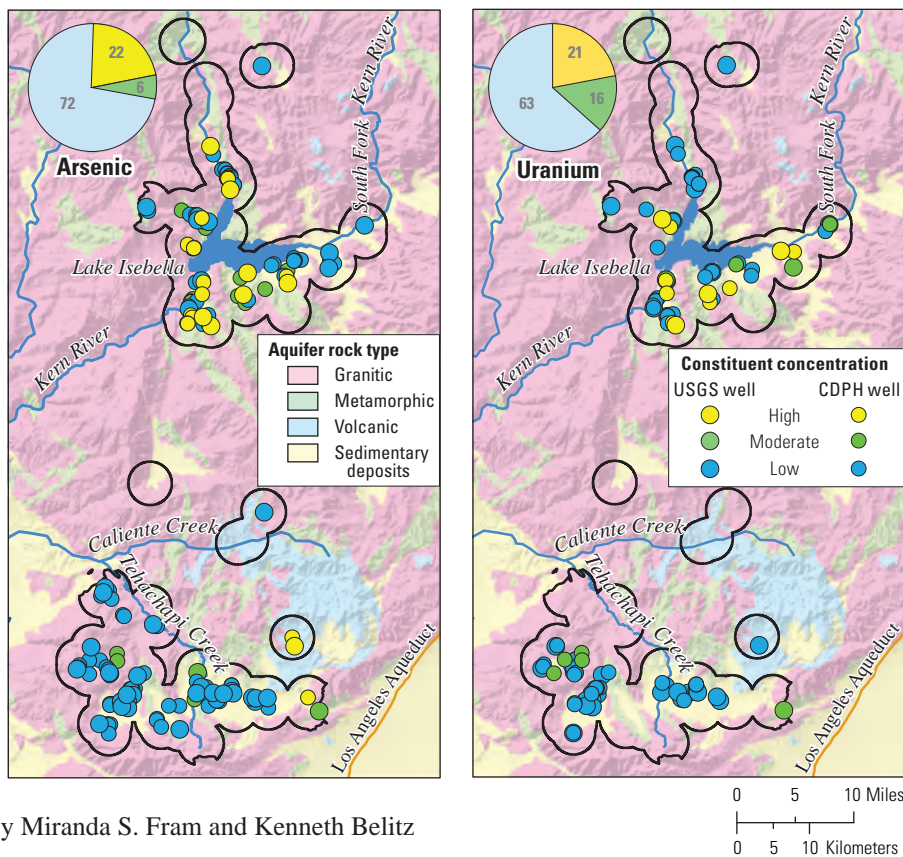 22
6
72
Arsenic
Kern River
South Fork
Lake Isebella
Kern River
Aquifer rock type
Granitic
Metamorphic
Volcanic
Sedimentary
deposits
Caliente Creek
Tehachapi Creek
Los Angeles Aqueduct
21
16
63
Uranium
Kern River
South Fork
Lake Isebella
Kern River
Constituent concentration
USGS well CDPH well
High
Moderate
Low
Caliente Creek
Tehachapi Creek
Los Angeles Aqueduct
0 5 10 Miles
0 5 10 Kilometers
y Miranda S. Fram and Kenneth Belitz